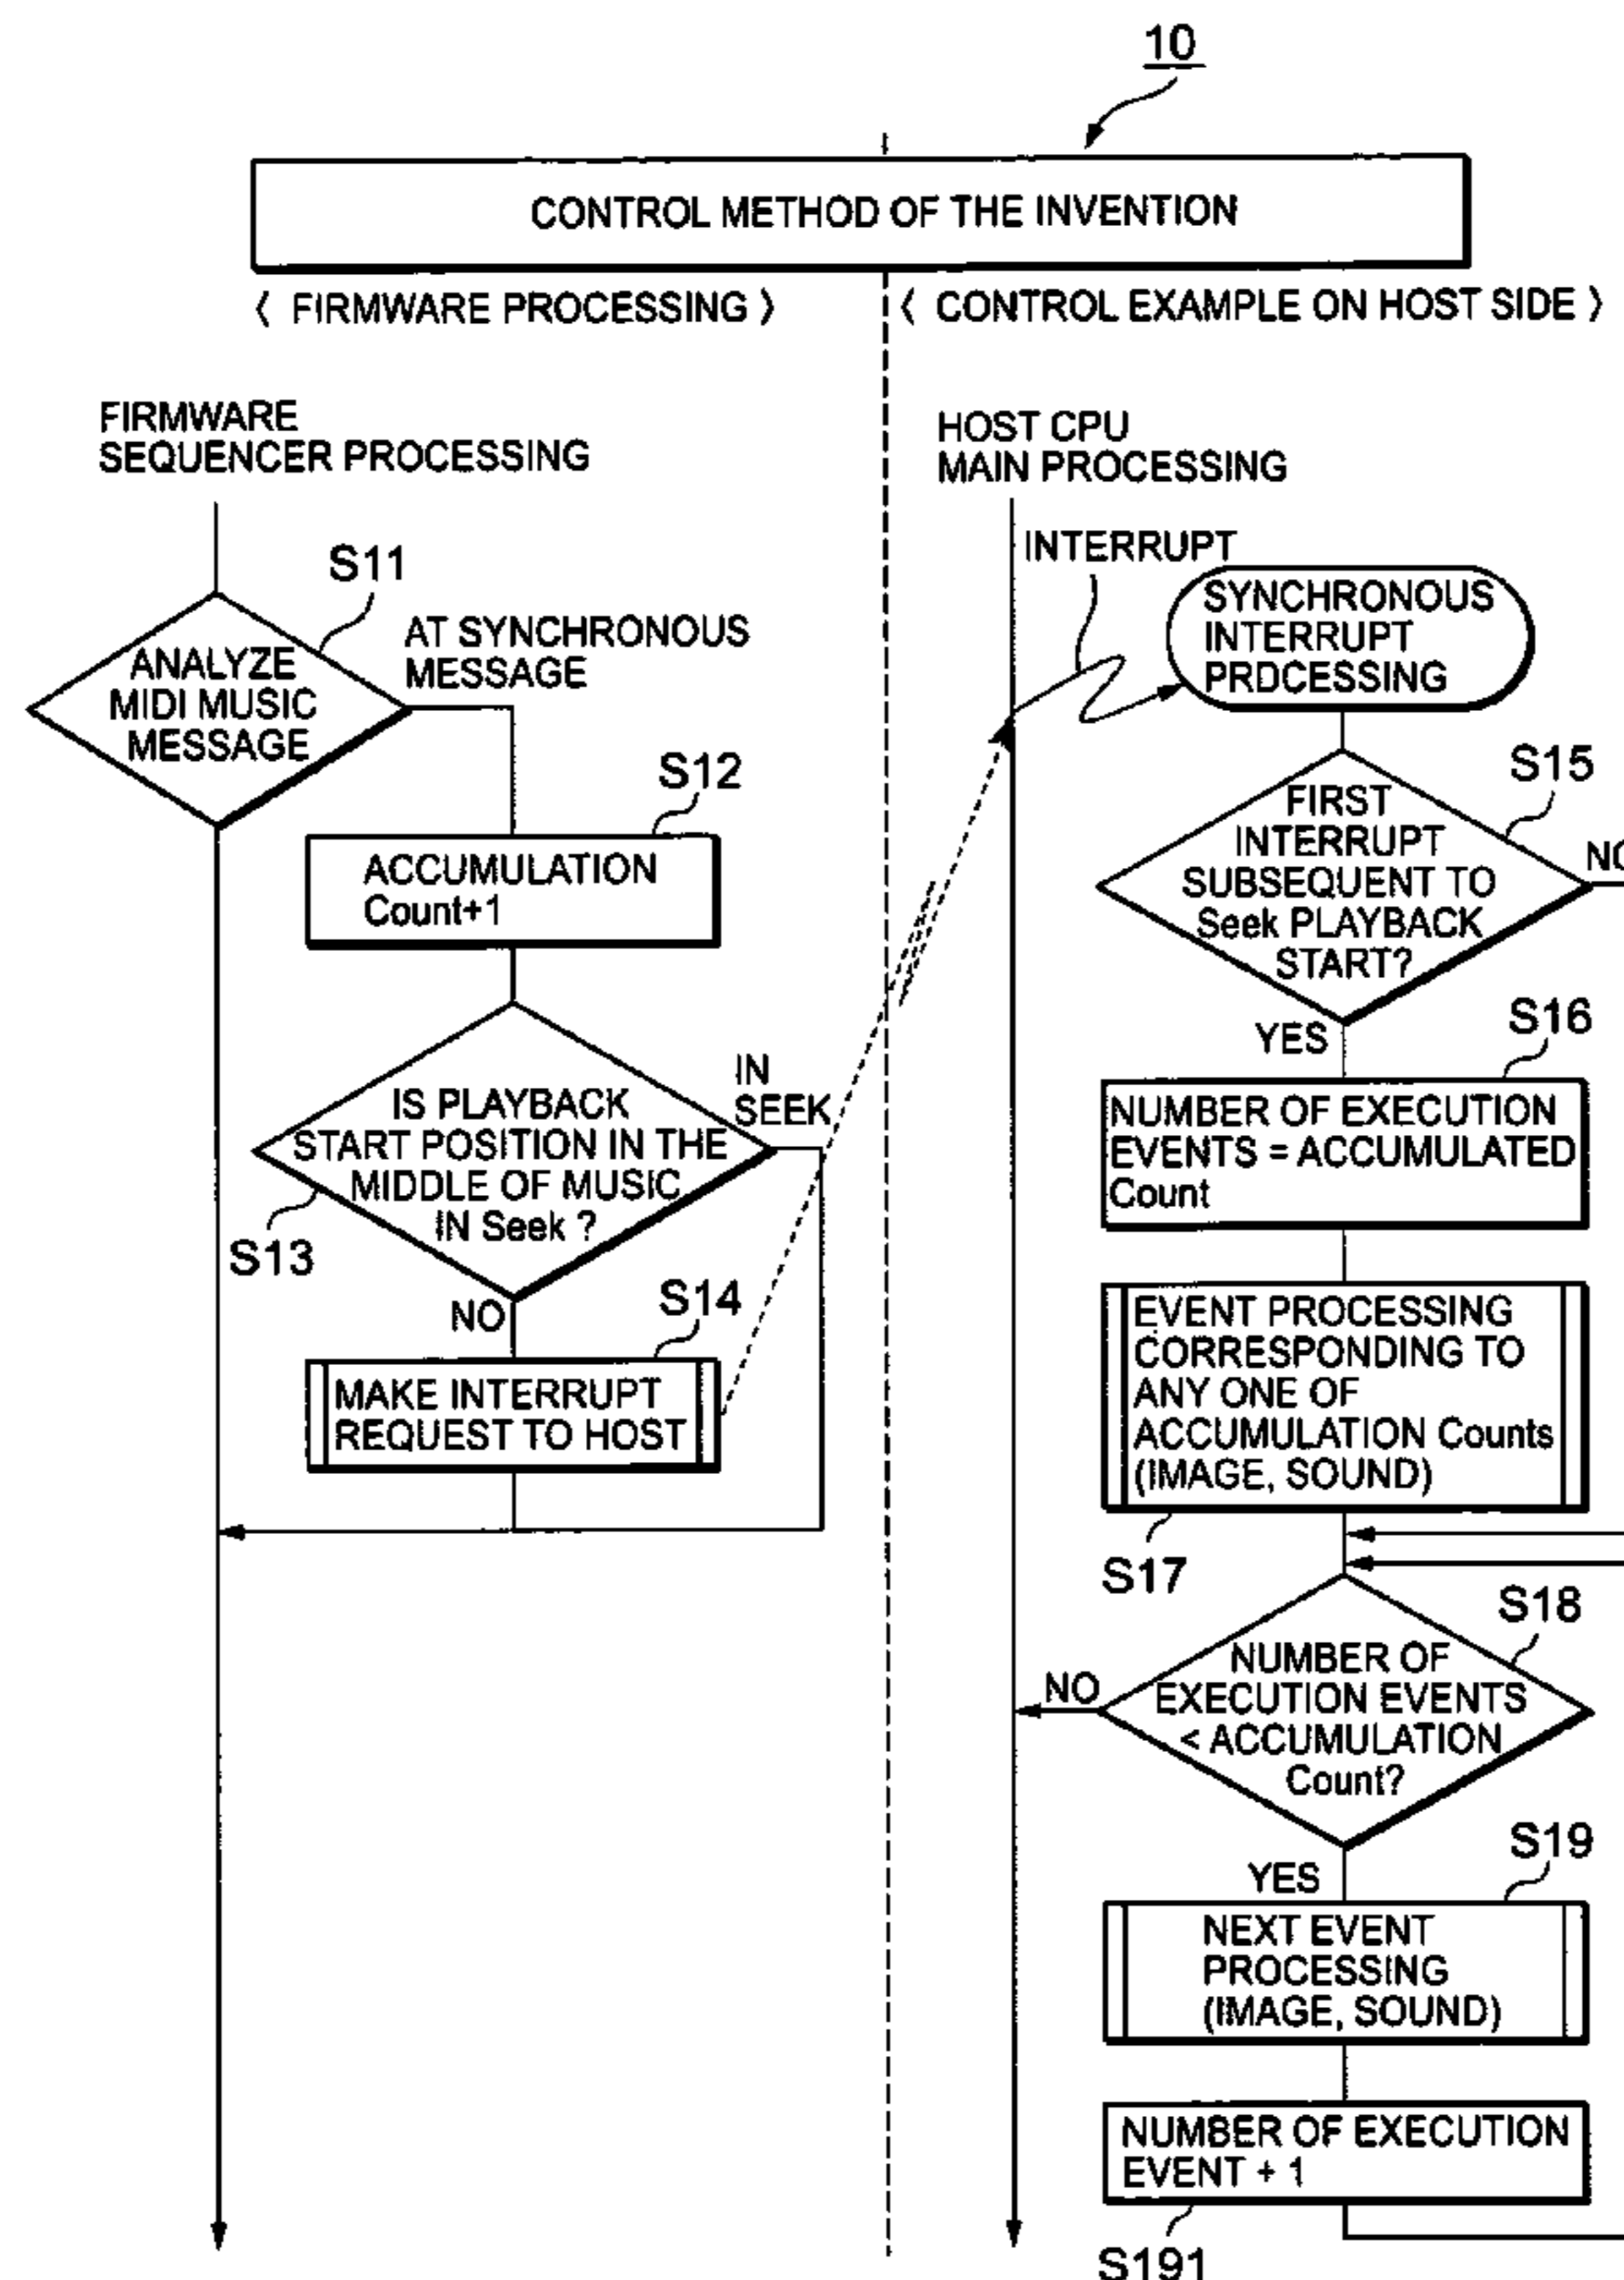 10
CONTROL METHOD OF THE INVENTION
〈 FIRMWARE PROCESSING 〉
〈 CONTROL EXAMPLE ON HOST SIDE 〉
FIRMWARE
SEQUENCER PROCESSING
S11
ANALYZE
MIDI MUSIC
MESSAGE
AT SYNCHRONOUS
MESSAGE
S12
ACCUMULATION
Count+1
IS PLAYBACK
START POSITION IN THE
MIDDLE OF MUSIC
IN Seek ?
S13
IN
SEEK
NO
S14
MAKE INTERRUPT
REQUEST TO HOST
HOST CPU
MAIN PROCESSING
INTERRUPT
SYNCHRONOUS
INTERRUPT
PRDCESSING
S15
FIRST
INTERRUPT
SUBSEQUENT TO
Seek PLAYBACK
START?
NO
YES
S16
NUMBER OF EXECUTION
EVENTS = ACCUMULATED
Count
EVENT PROCESSING
CORRESPONDING TO
ANY ONE OF
ACCUMULATION Counts
(IMAGE, SOUND)
S17
S18
NUMBER OF
EXECUTION EVENTS
< ACCUMULATION
Count?
NO
YES
S19
NEXT EVENT
PROCESSING
(IMAGE, SOUND)
NUMBER OF EXECUTION
EVENT + 1
S191